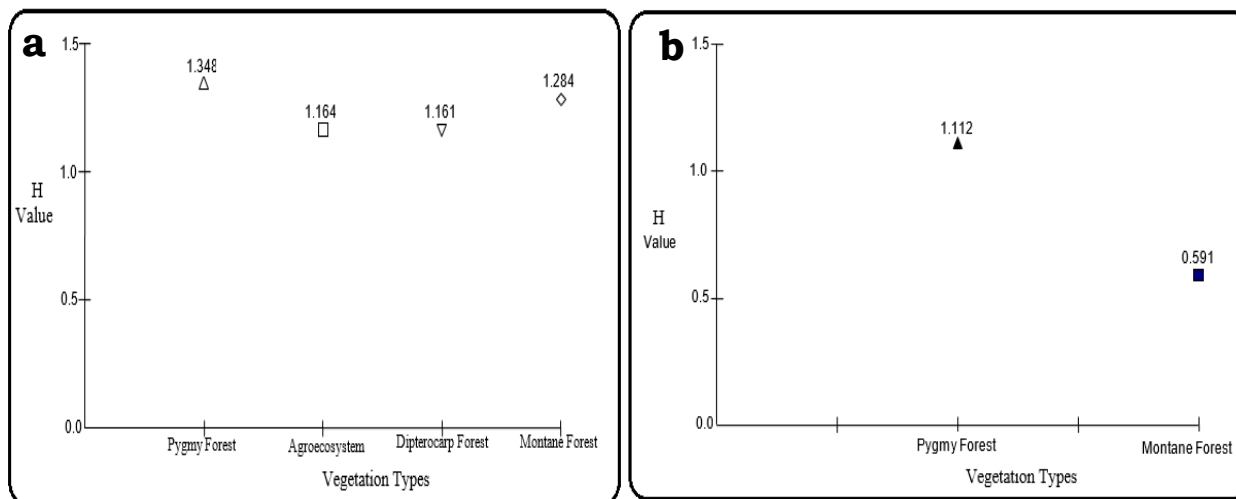 a
1.5
1.348
1.284
1.164
1.161
1.0
H
Value
0.5
0.0
Pygmy Forest
Agroecosystem
Dipterocarp Forest
Montane Forest
Vegetation Types
b
1.5
1.112
1.0
H
Value
0.591
0.5
0.0
Pygmy Forest
Montane Forest
Vegetation Types